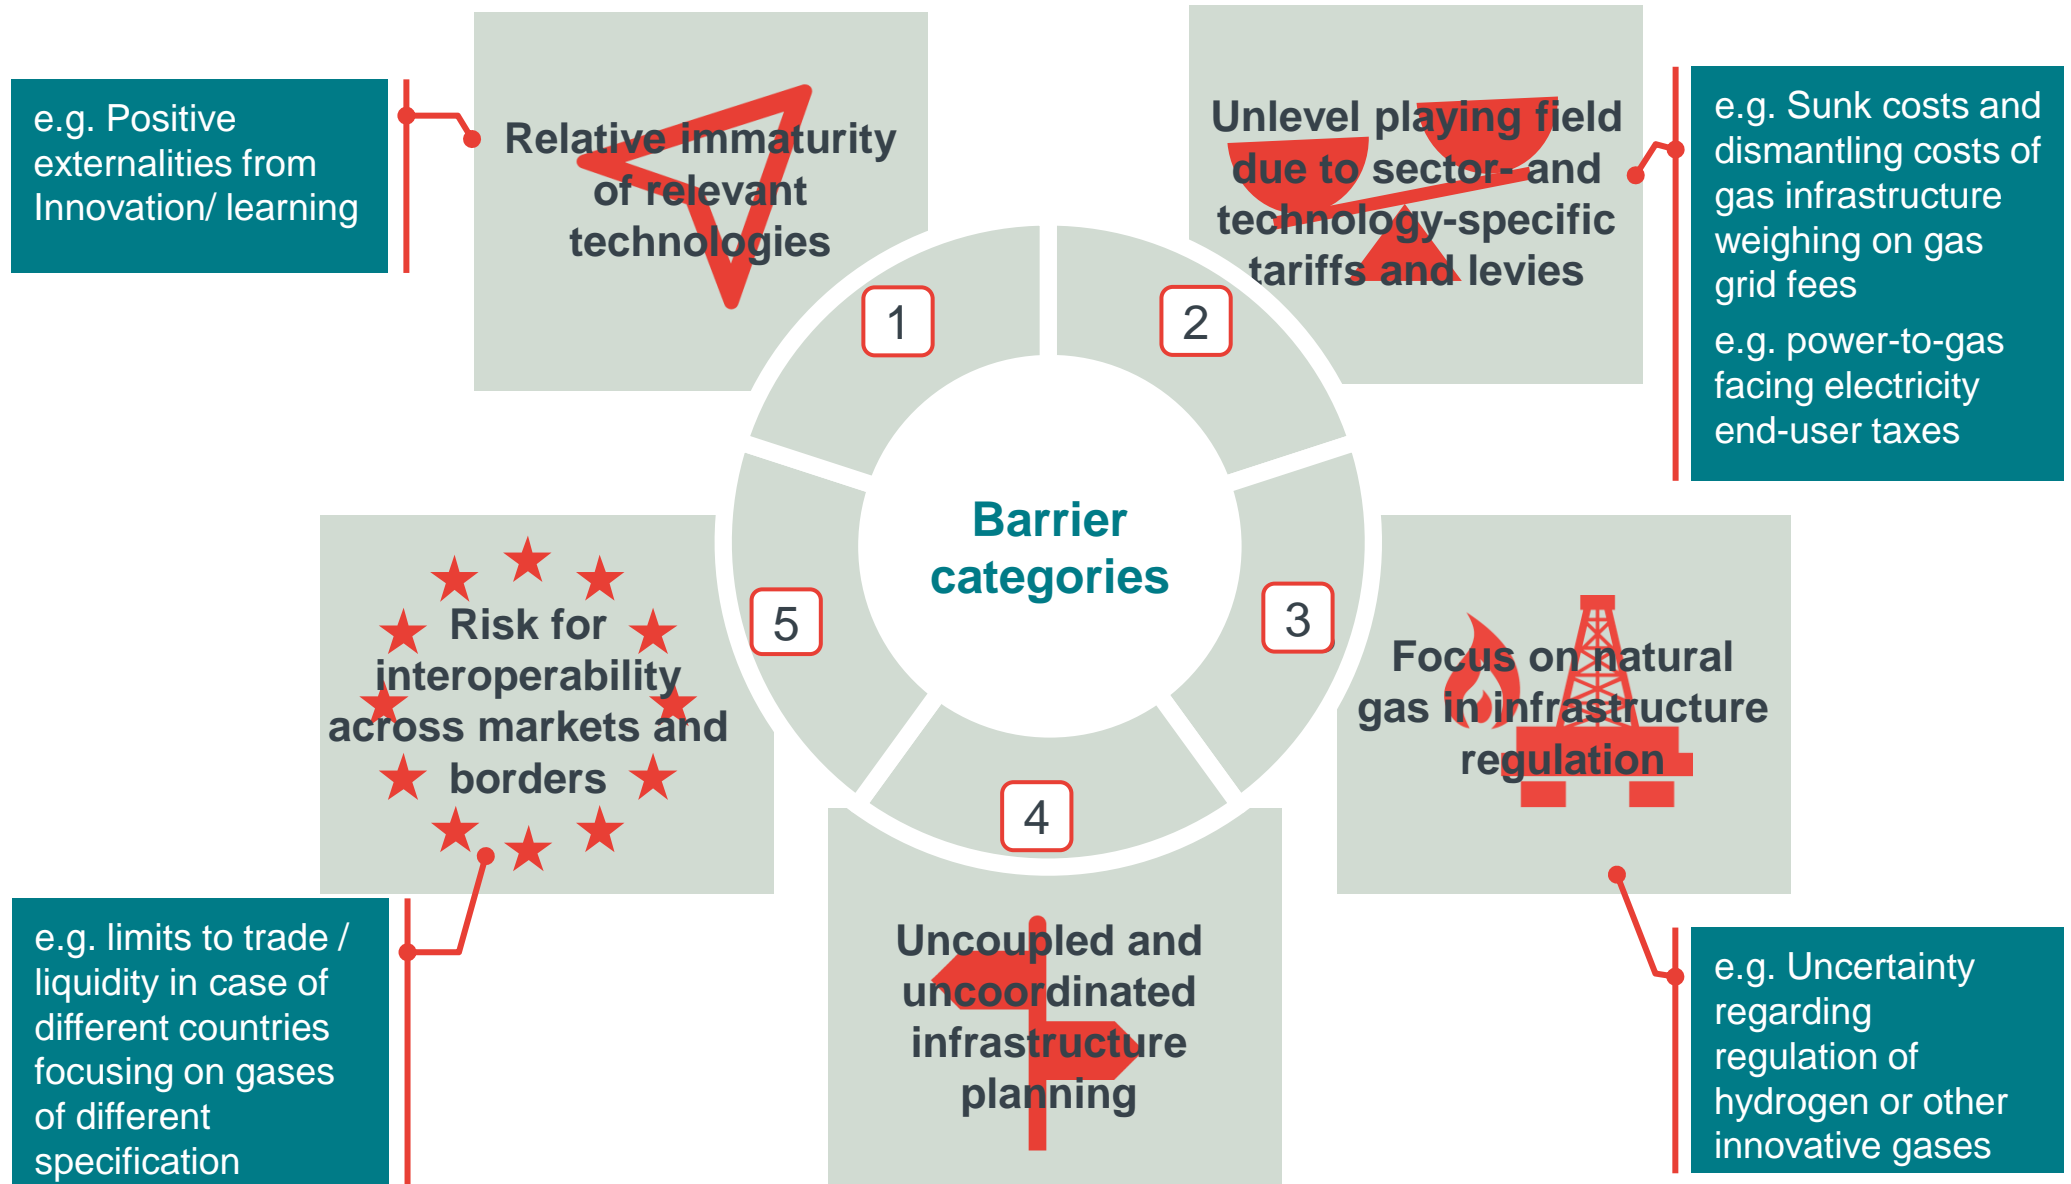 e.g. Positive
externalities from
Innovation/ learning
Relative immaturity
of relevant
technologies
1
Unlevel playing field
due to sector- and
technology-specific
tariffs and levies
2
e.g. Sunk costs and
dismantling costs of
gas infrastructure
weighing on gas
grid fees
e.g. power-to-gas
facing electricity
end-user taxes
Barrier
categories
3
Focus on natural
gas in infrastructure
regulation
e.g. Uncertainty
regarding
regulation of
hydrogen or other
innovative gases
4
Uncoupled and
uncoordinated
infrastructure
planning
5
Risk for
interoperability
across markets and
borders
e.g. limits to trade /
liquidity in case of
different countries
focusing on gases
of different
specification